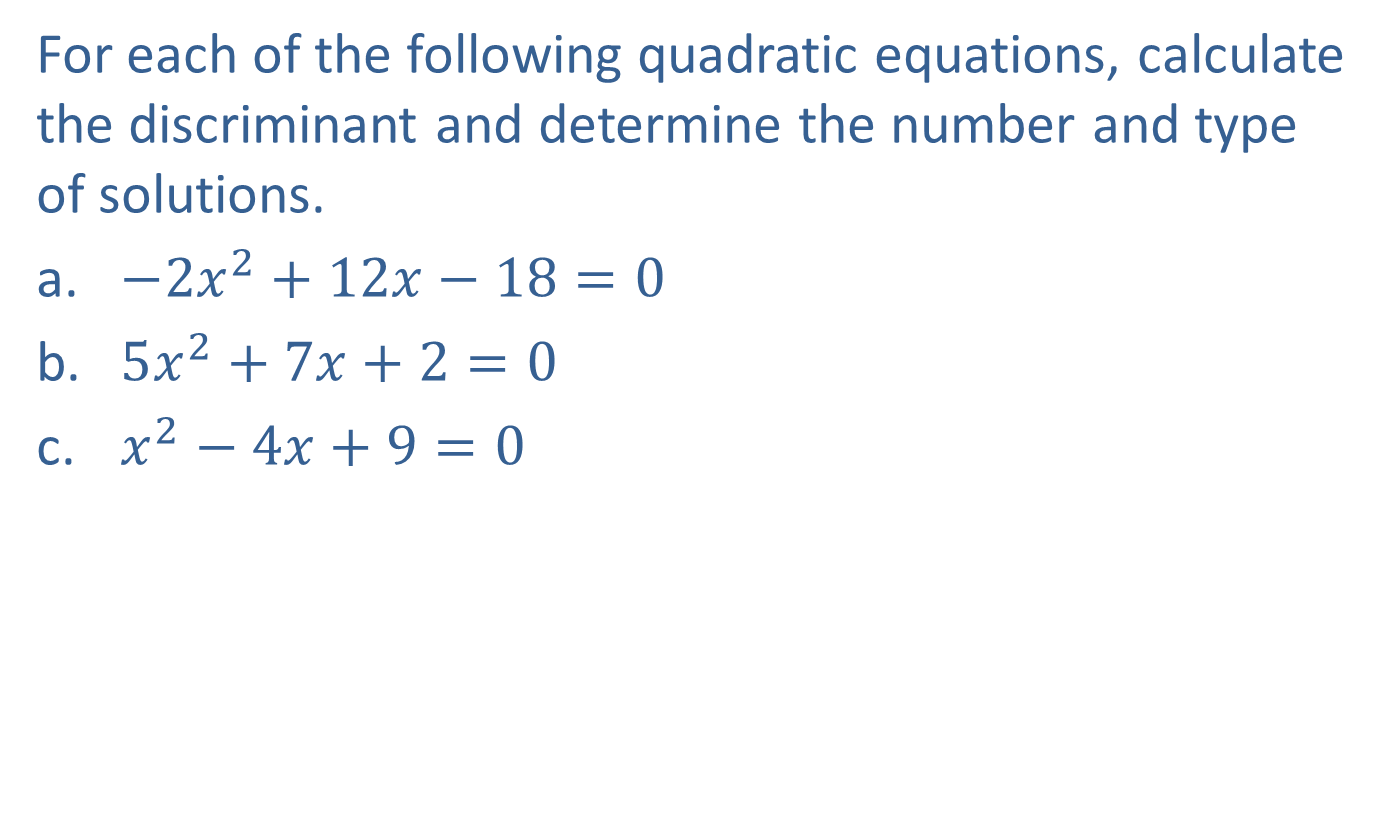 For each of the following quadratic equations, calculate
the discriminant and determine the number and type
of solutions.
a. −2x² + 12x − 18 = 0
b. 5x² + 7x + 2 = 0
c. x² − 4x + 9 = 0